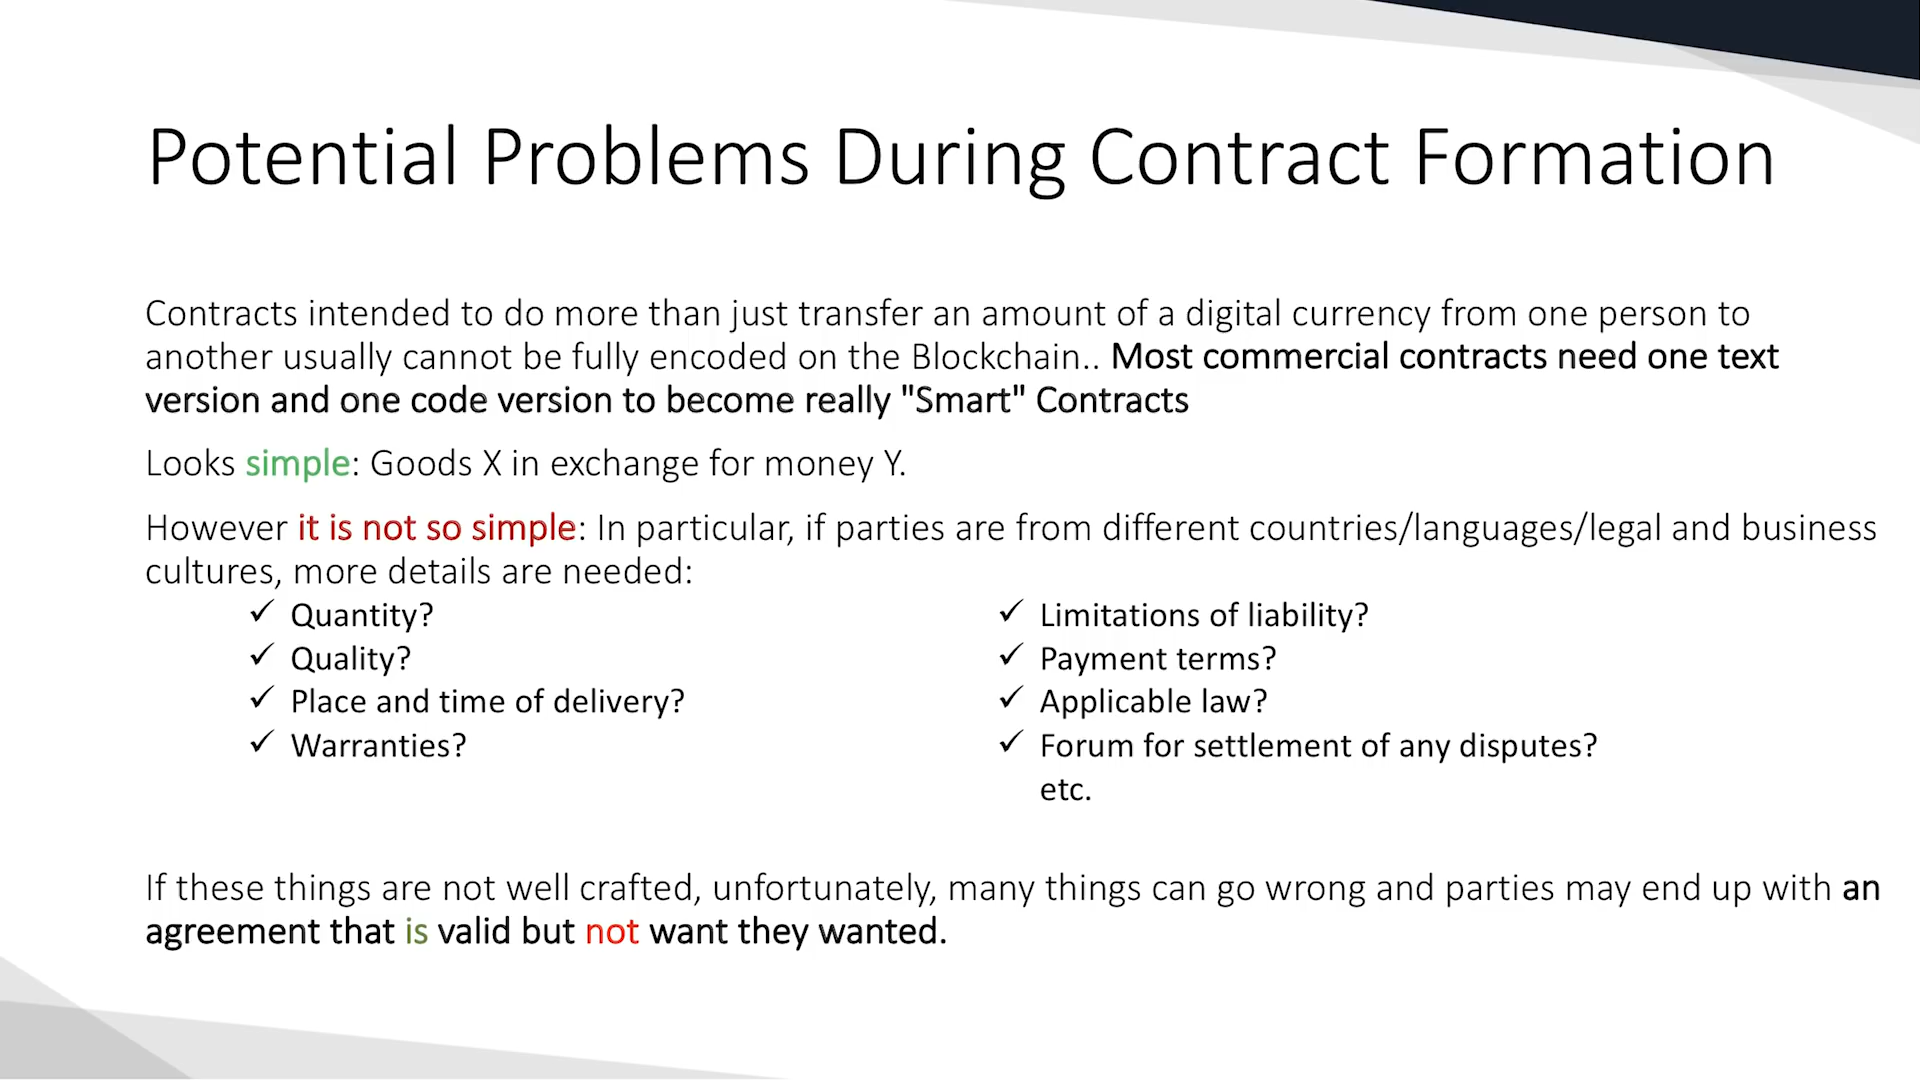 Potential Problems During Contract Formation
Contracts intended to do more than just transfer an amount of a digital currency from one person to
another usually cannot be fully encoded on the Blockchain.. Most commercial contracts need one text
version and one code version to become really "Smart" Contracts
Looks simple: Goods X in exchange for money Y.
However it is not so simple: In particular, if parties are from different countries/languages/legal and business
cultures, more details are needed:
✓ Quantity?
✓ Quality?
✓ Place and time of delivery?
✓ Warranties?
✓ Limitations of liability?
✓ Payment terms?
✓ Applicable law?
✓ Forum for settlement of any disputes?
etc.
If these things are not well crafted, unfortunately, many things can go wrong and parties may end up with an
agreement that is valid but not want they wanted.